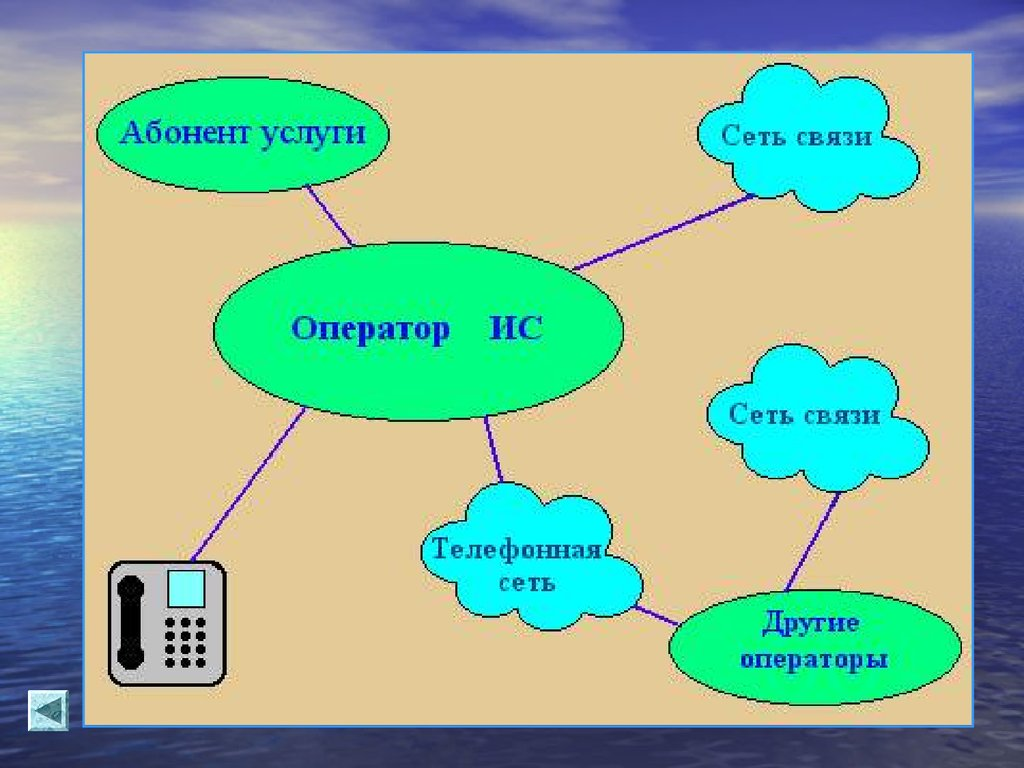 Абонент услуги
Сеть связи
Оператор ИС
Сеть связи
Телефонная
сеть
Другие
операторы